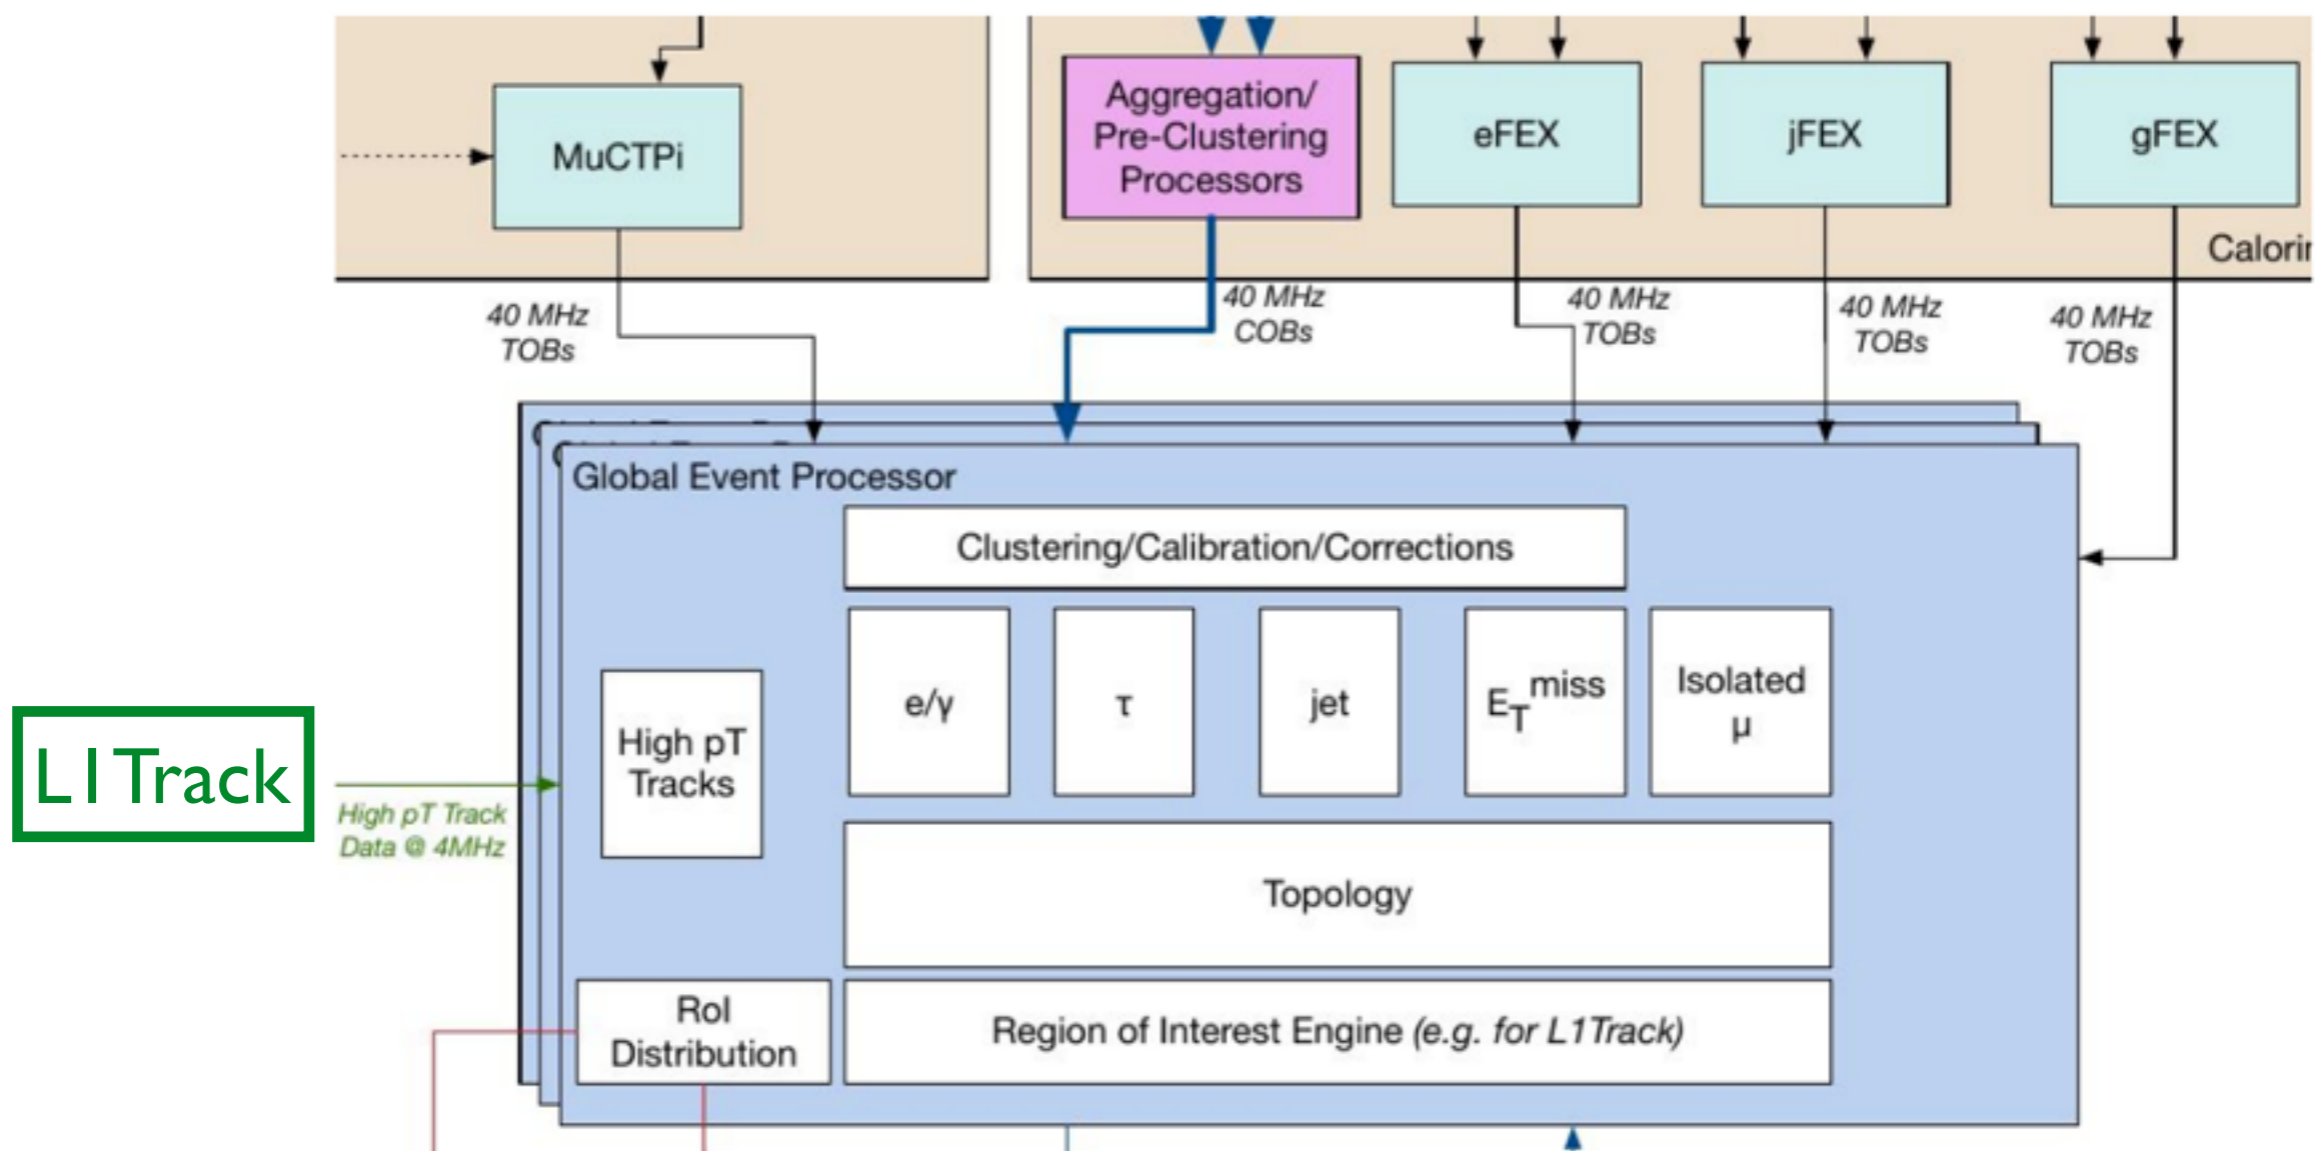 MuCTPi
Aggregation/
Pre-Clustering
Processors
eFEX
jFEX
gFEX
40 MHz
TOBs
40 MHz
COBs
40 MHz
TOBs
40 MHz
TOBs
40 MHz
TOBs
Global Event Processor
Clustering/Calibration/Corrections
High pT
Tracks
e/γ
τ
jet
E_T^miss
Isolated
μ
L1Track
High pT Track
Data @ 4MHz
Topology
RoI
Distribution
Region of Interest Engine (e.g. for L1Track)